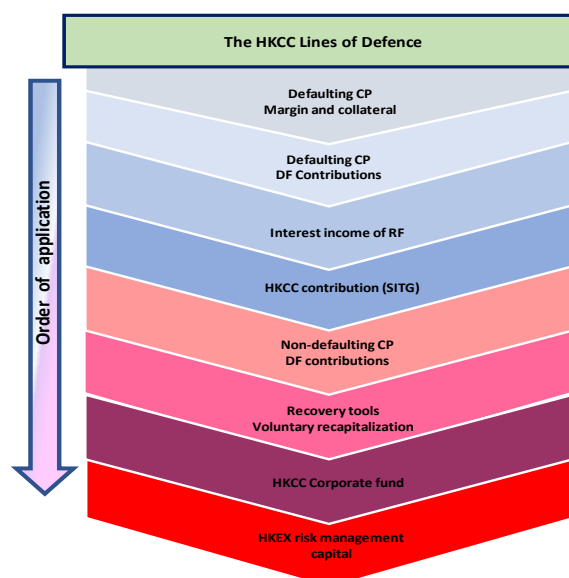 The HKCC Lines of Defence
Order of application
Defaulting CP
Margin and collateral
Defaulting CP
DF Contributions
Interest income of RF
HKCC contribution (SITG)
Non-defaulting CP
DF contributions
Recovery tools
Voluntary recapitalization
HKCC Corporate fund
HKEX risk management
capital